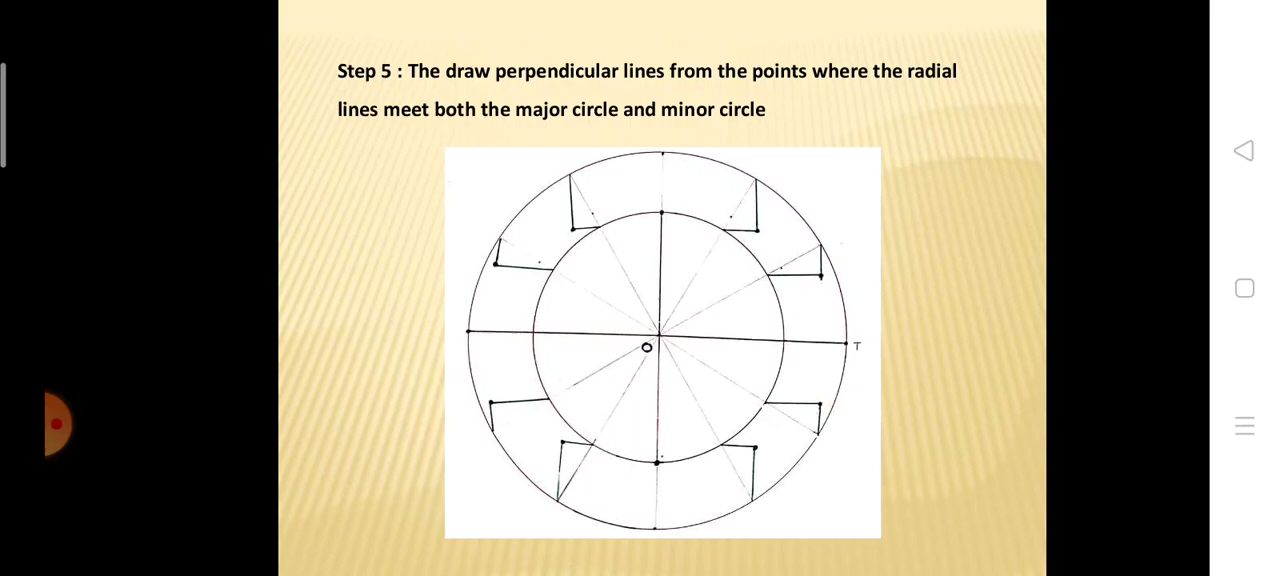 Step 5 : The draw perpendicular lines from the points where the radial
lines meet both the major circle and minor circle
O
T